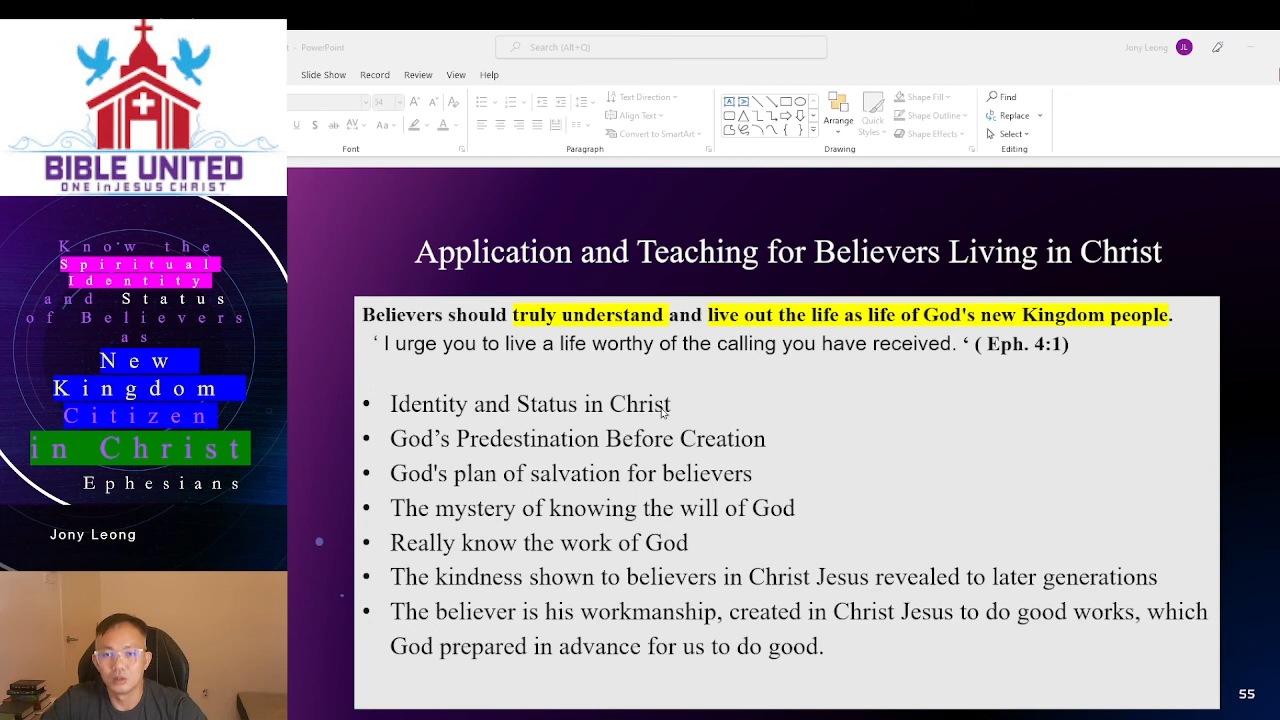 - PowerPoint
Search (Alt+Q)
Jony Leong
JL
Slide Show Record Review View Help
34
Text Direction
Align Text
Convert to SmartArt
Arrange
Quick
Styles
Shape Fill
Shape Outline
Shape Effects
Find
Replace
Select
Font
Paragraph
Drawing
Editing
BIBLE UNITED
ONE in JESUS CHRIST
Know the
Spiritual
Identity
and Status
of Believers
as
New
Kingdom
Citizen
in Christ
Ephesians
Jony Leong
Application and Teaching for Believers Living in Christ
Believers should truly understand and live out the life as life of God's new Kingdom people.
‘ I urge you to live a life worthy of the calling you have received. ‘ ( Eph. 4:1)
• Identity and Status in Christ
• God’s Predestination Before Creation
• God's plan of salvation for believers
• The mystery of knowing the will of God
• Really know the work of God
• The kindness shown to believers in Christ Jesus revealed to later generations
• The believer is his workmanship, created in Christ Jesus to do good works, which
God prepared in advance for us to do good.
55